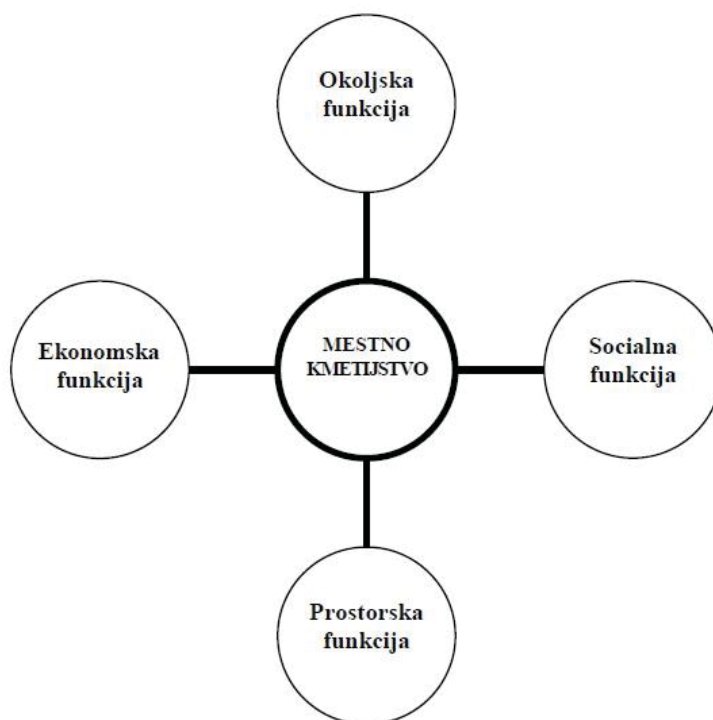 Okoljska
funkcija
Ekonomska
funkcija
MESTNO
KMETIJSTVO
Socialna
funkcija
Prostorska
funkcija